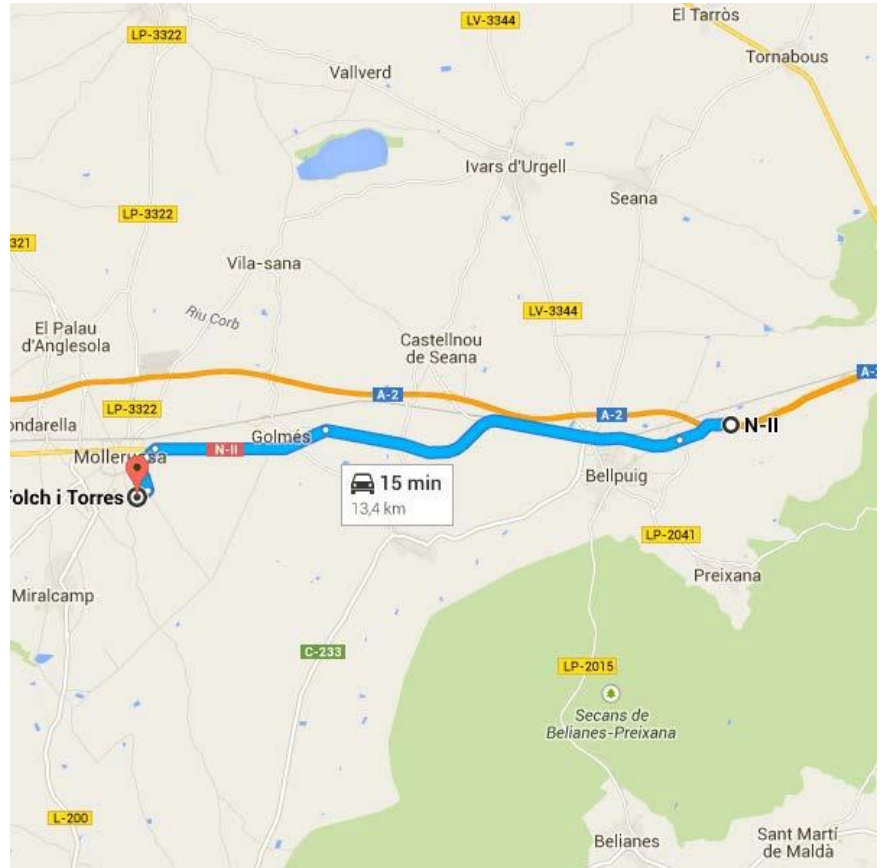 LP-3322
LV-3344
El Tarròs
Tornabous
Vallverd
Ivars d'Urgell
Seana
LP-3322
321
Vila-sana
Riu Corb
LV-3344
El Palau
d'Anglesola
Castellnou
de Seana
A-2
A-2
LP-3322
A-2
ondarella
Golmés
N-II
N-II
Mollerussa
Bellpuig
15 min
13,4 km
Folch i Torres
LP-2041
Preixana
Miralcamp
C-233
LP-2015
Secans de
Belianes-Preixana
L-200
Belianes
Sant Martí
de Maldà